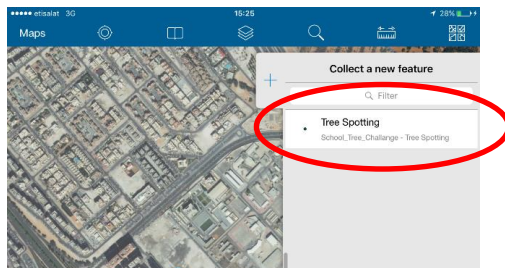 etisalat 3G 15:25 28%
Maps
Collect a new feature
Filter
Tree Spotting
School_Tree_Challange - Tree Spotting